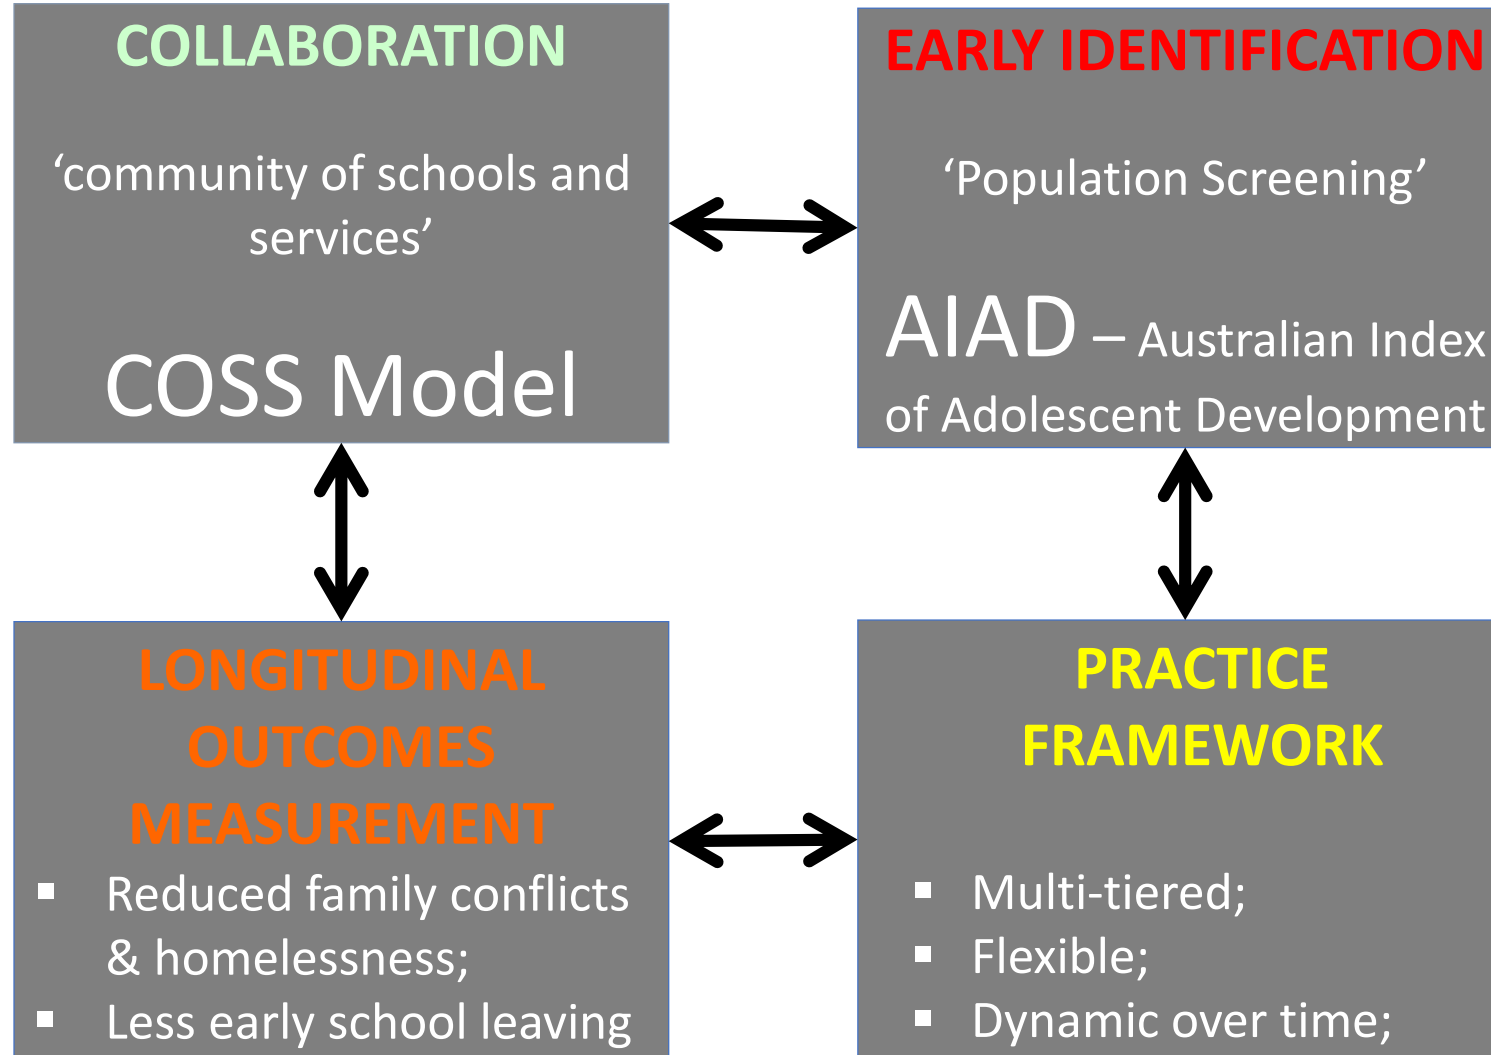 COLLABORATION
‘community of schools and
services’
COSS Model
EARLY IDENTIFICATION
‘Population Screening’
AIAD – Australian Index
of Adolescent Development
LONGITUDINAL
OUTCOMES
MEASUREMENT
▪ Reduced family conflicts
& homelessness;
▪ Less early school leaving
PRACTICE
FRAMEWORK
▪ Multi-tiered;
▪ Flexible;
▪ Dynamic over time;